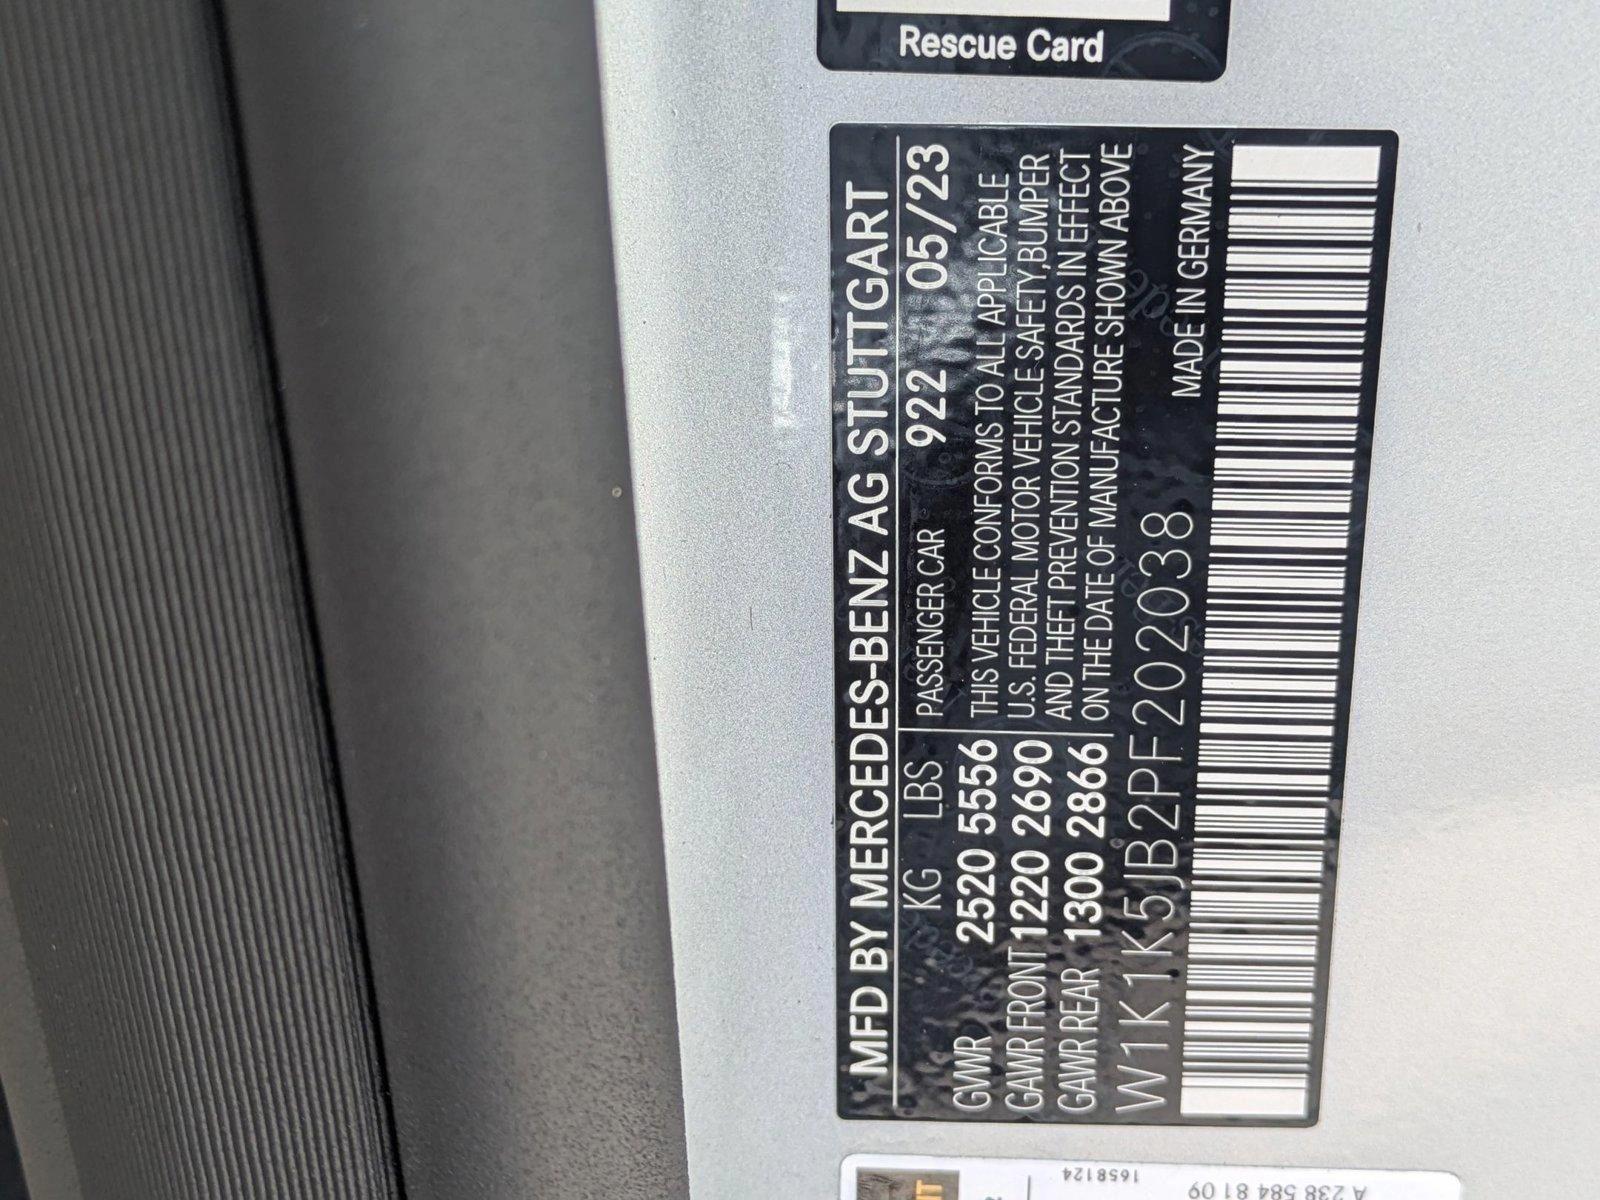 Rescue Card
MFD BY MERCEDES-BENZ AG STUTTGART
KG LBS
PASSENGER CAR 922 05/23
GVWR 2520 5556
GAWR FRONT 1220 2690
GAWR REAR 1300 2866
THIS VEHICLE CONFORMS TO ALL APPLICABLE
U.S. FEDERAL MOTOR VEHICLE SAFETY,BUMPER
AND THEFT PREVENTION STANDARDS IN EFFECT
ON THE DATE OF MANUFACTURE SHOWN ABOVE
W1K1K5JB2PF202038
MADE IN GERMANY
1658124
A 238 584 81 09